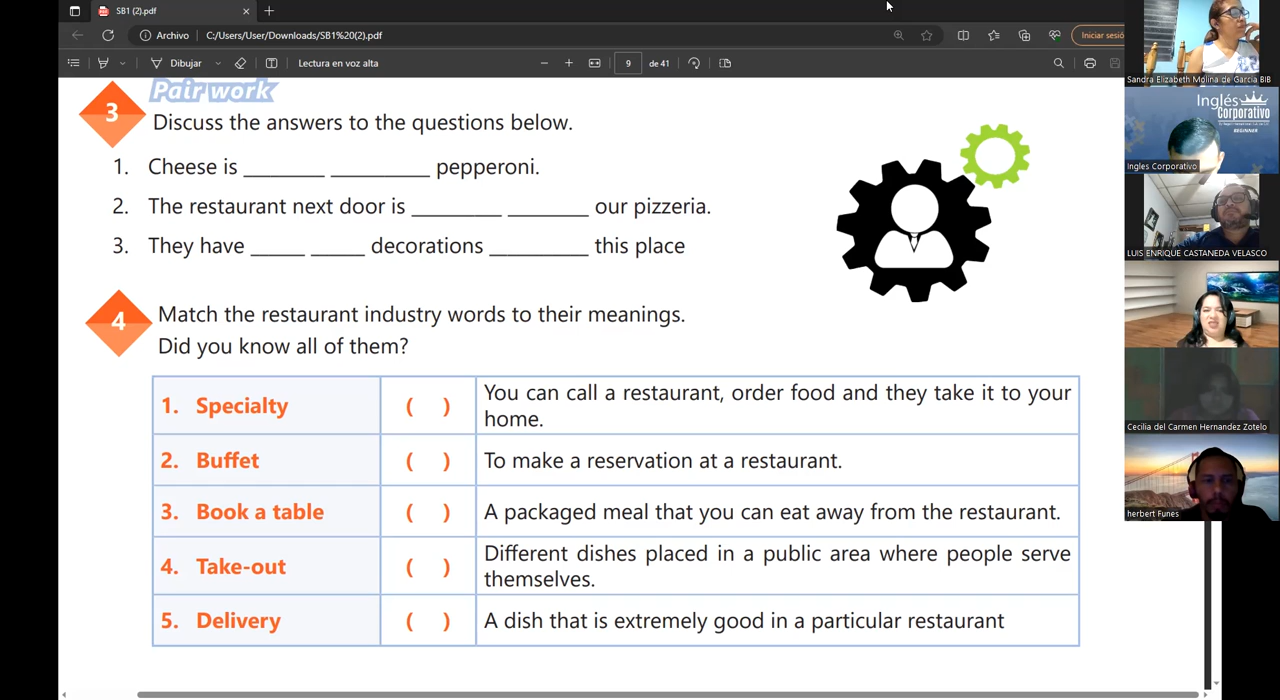 SB1 (2).pdf
Archivo C:/Users/User/Downloads/SB1%20(2).pdf
Iniciar sesió
Dibujar
Lectura en voz alta
9 de 41
3
Pair work
Discuss the answers to the questions below.
1. Cheese is ________ __________ pepperoni.
2. The restaurant next door is _________ ________ our pizzeria.
3. They have ______ ______ decorations __________ this place
4
Match the restaurant industry words to their meanings.
Did you know all of them?
1. Specialty ( ) You can call a restaurant, order food and they take it to your
home.
2. Buffet ( ) To make a reservation at a restaurant.
3. Book a table ( ) A packaged meal that you can eat away from the restaurant.
4. Take-out ( ) Different dishes placed in a public area where people serve
themselves.
5. Delivery ( ) A dish that is extremely good in a particular restaurant
Sandra Elizabeth Molina de Garcia BIB
Inglés
Corporativo
BEGINNER
Ingles Corporativo
LUIS ENRIQUE CASTANEDA VELASCO
Cecilia del Carmen Hernandez Zotelo
herbert Funes